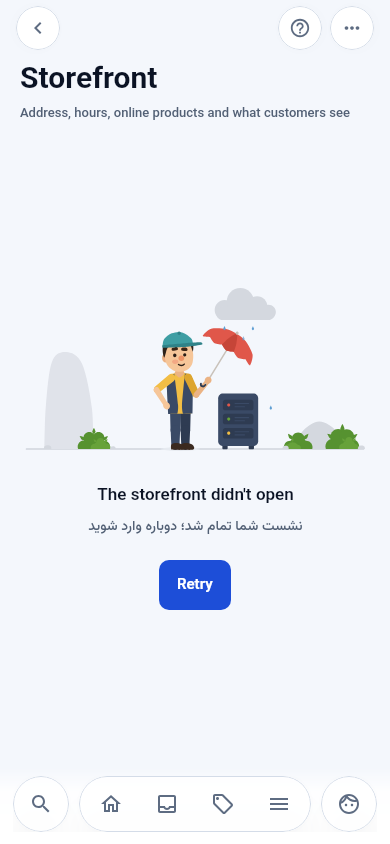 Storefront
Address, hours, online products and what customers see
The storefront didn't open
نشست شما تمام شد؛ دوباره وارد شوید
Retry